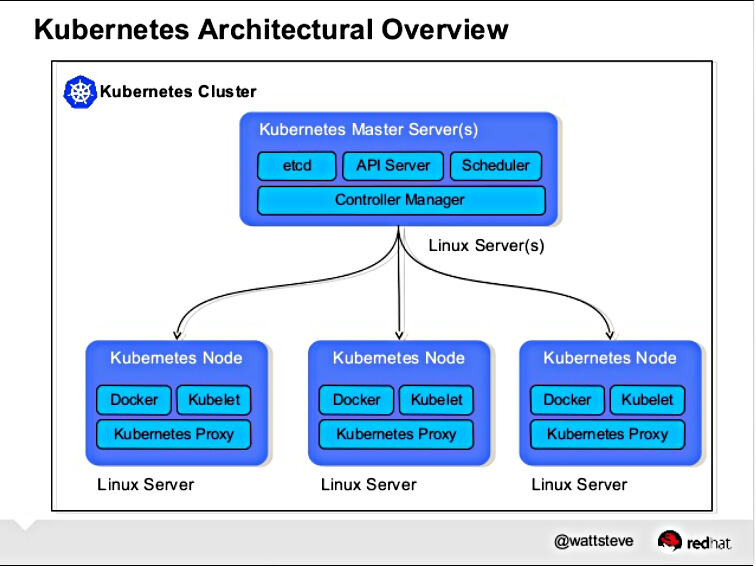 Kubernetes Architectural Overview
Kubernetes Cluster
Kubernetes Master Server(s)
etcd API Server Scheduler
Controller Manager
Linux Server(s)
Kubernetes Node Kubernetes Node Kubernetes Node
Docker Kubelet Docker Kubelet Docker Kubelet
Kubernetes Proxy Kubernetes Proxy Kubernetes Proxy
Linux Server Linux Server Linux Server
@wattsteve redhat